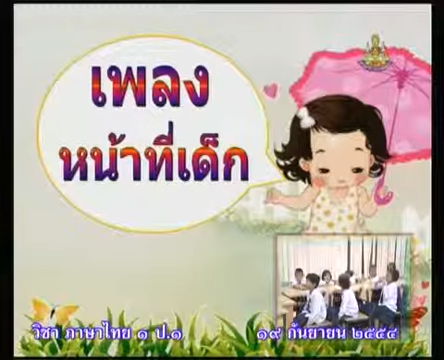 เพลง
หน้าที่เด็ก
วิชา ภาษาไทย ๑ ป.๑
๑๙ กันยายน ๒๕๕๔